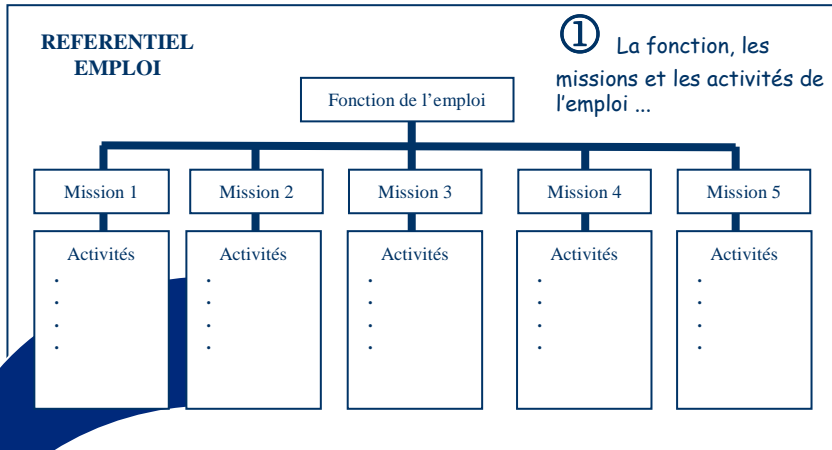 REFERENTIEL
EMPLOI
① La fonction, les
missions et les activités de
l'emploi ...
Fonction de l'emploi
Mission 1
Mission 2
Mission 3
Mission 4
Mission 5
Activités
.
.
.
.
Activités
.
.
.
.
Activités
.
.
.
.
Activités
.
.
.
.
Activités
.
.
.
.